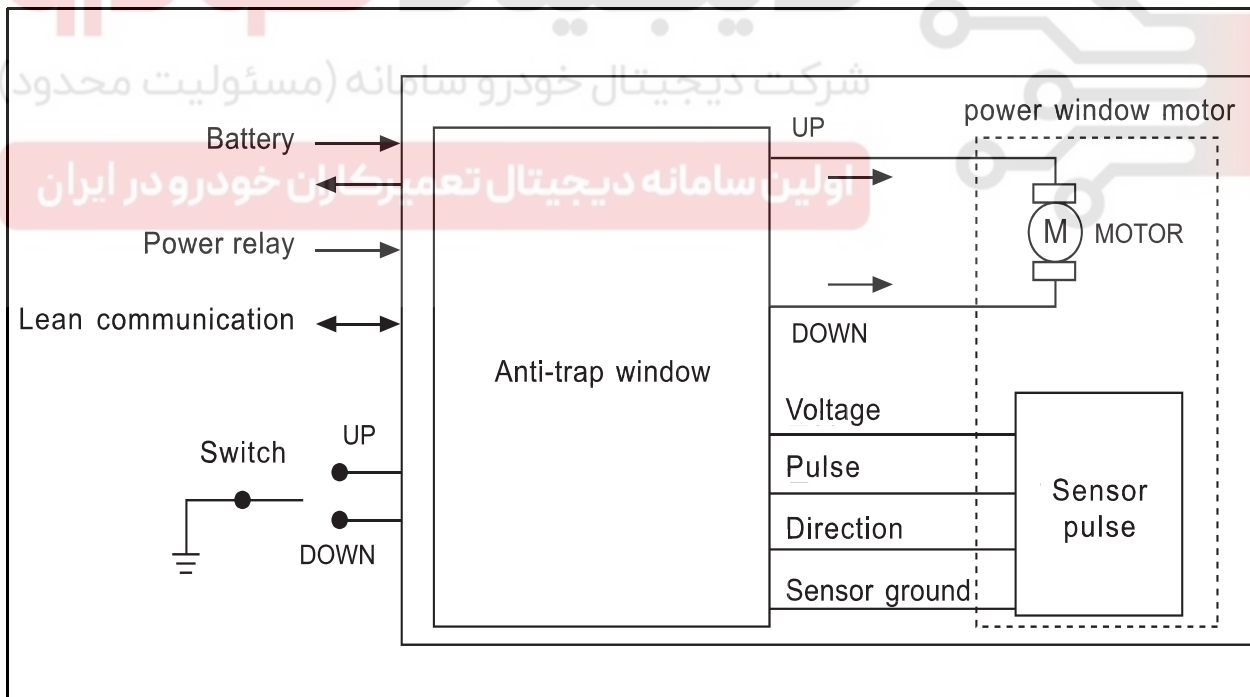 شرکت دیجیتال خودرو سامانه (مسئولیت محدود)
اولین سامانه دیجیتال تعمیرکاران خودرو در ایران
Battery
Power relay
Lean communication
Switch
UP
DOWN
Anti-trap window
UP
DOWN
power window motor
M
MOTOR
Voltage
Pulse
Direction
Sensor ground
Sensor
pulse